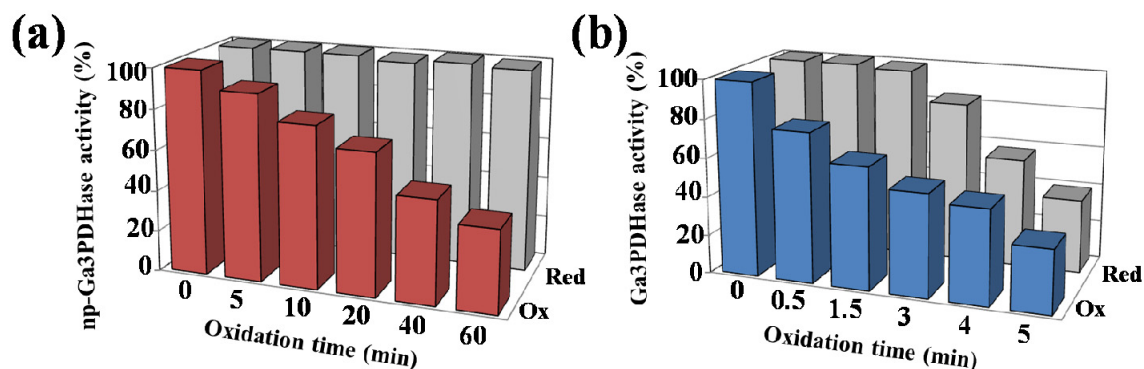 (a)
np-Ga3PDHase activity (%)
100
80
60
40
20
0
0 5 10 20 40 60
Oxidation time (min)
Red
Ox
(b)
Ga3PDHase activity (%)
100
80
60
40
20
0
0 0.5 1.5 3 4 5
Oxidation time (min)
Red
Ox